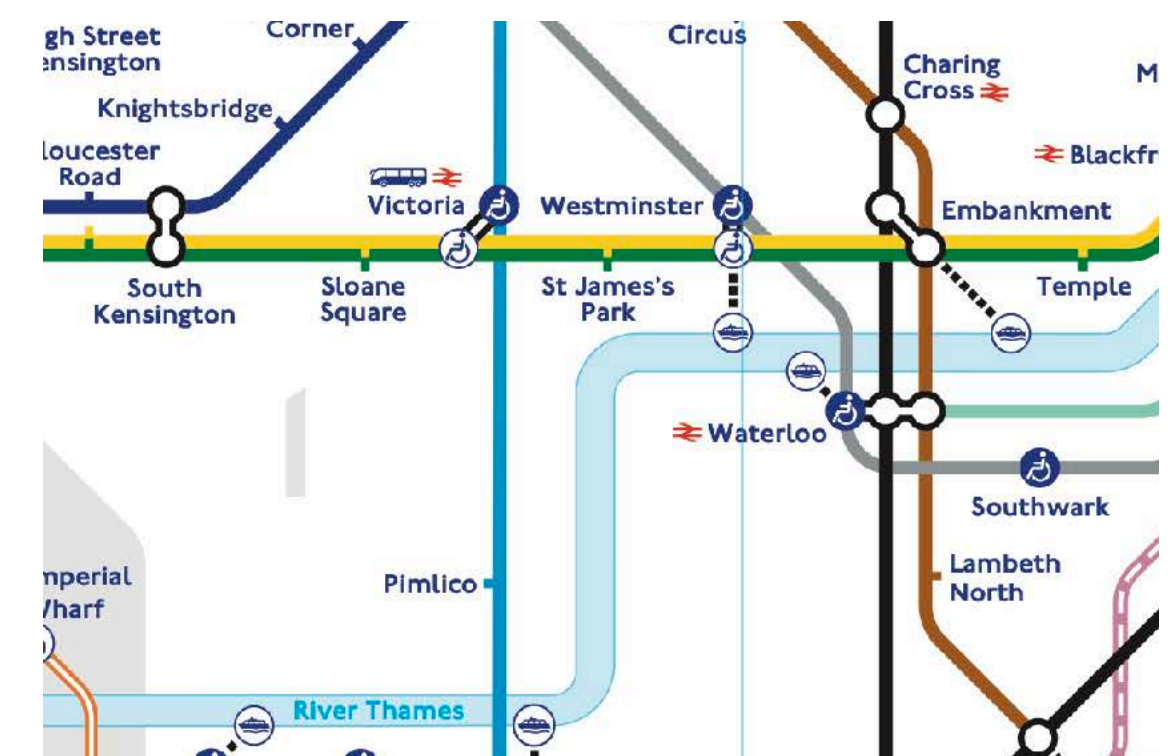 gh Street
ensington
Corner
Circus
Charing
Cross
M
Knightsbridge
loucester
Road
Blackfr
Victoria
Westminster
Embankment
South
Kensington
Sloane
Square
St James's
Park
Temple
Waterloo
Southwark
Lambeth
North
mperial
Wharf
Pimlico
River Thames